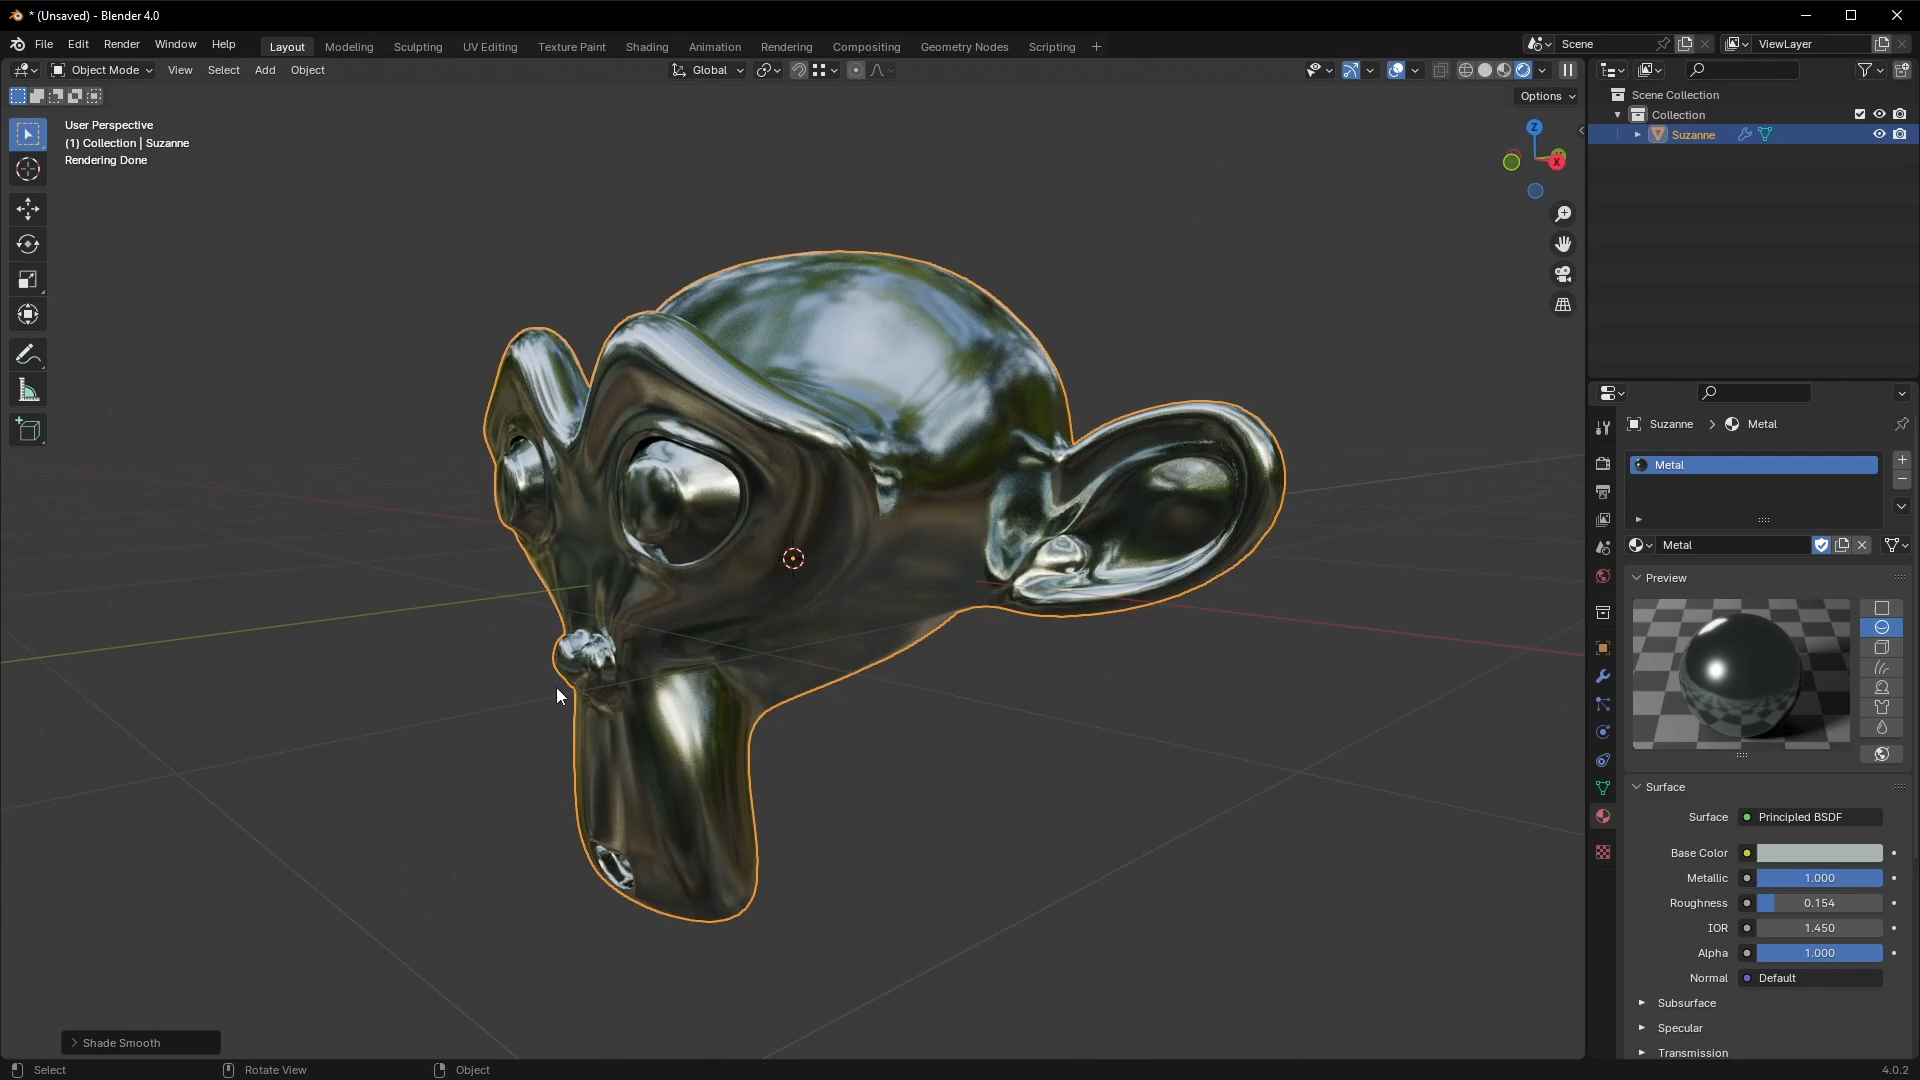 * (Unsaved) - Blender 4.0
File Edit Render Window Help Layout Modeling Sculpting UV Editing Texture Paint Shading Animation Rendering Compositing Geometry Nodes Scripting + Scene ViewLayer
Object Mode View Select Add Object Global
Options
User Perspective
(1) Collection | Suzanne
Rendering Done
Z
X
Scene Collection
Collection
Suzanne
Suzanne > Metal
Metal
Metal
Preview
Surface
Surface Principled BSDF
Base Color
Metallic 1.000
Roughness 0.154
IOR 1.450
Alpha 1.000
Normal Default
Subsurface
Specular
Transmission
Shade Smooth
Select Rotate View Object 4.0.2